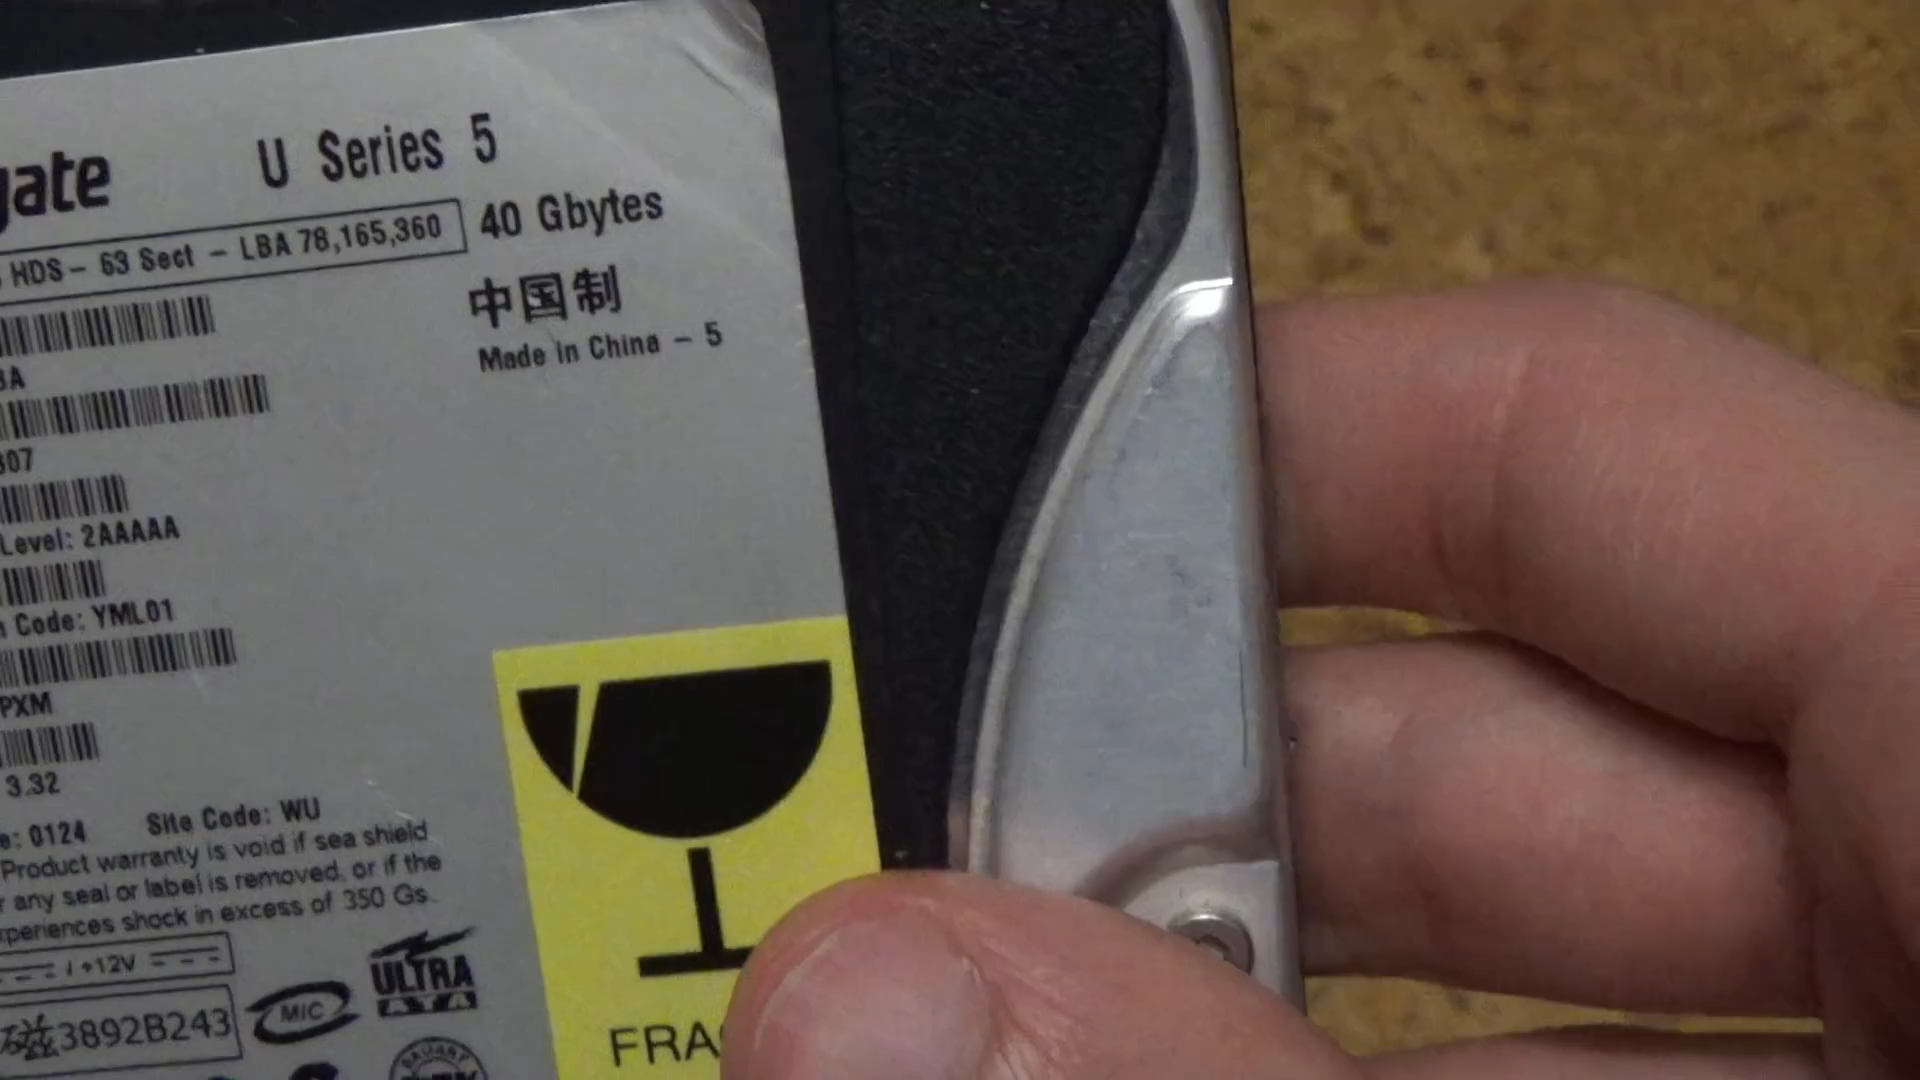 gate U Series 5
HDS- 63 Sect - LBA 78,165,360 40 Gbytes
中国制
Made in China - 5
Level: 2AAAAA
Code: YML01
PXM
3.32
: 0124 Site Code: WU
Product warranty is void if sea shield
any seal or label is removed, or if the
shock in excess of 350 Gs.
/ +12V
3892B243
MIC
ULTRA
ATA